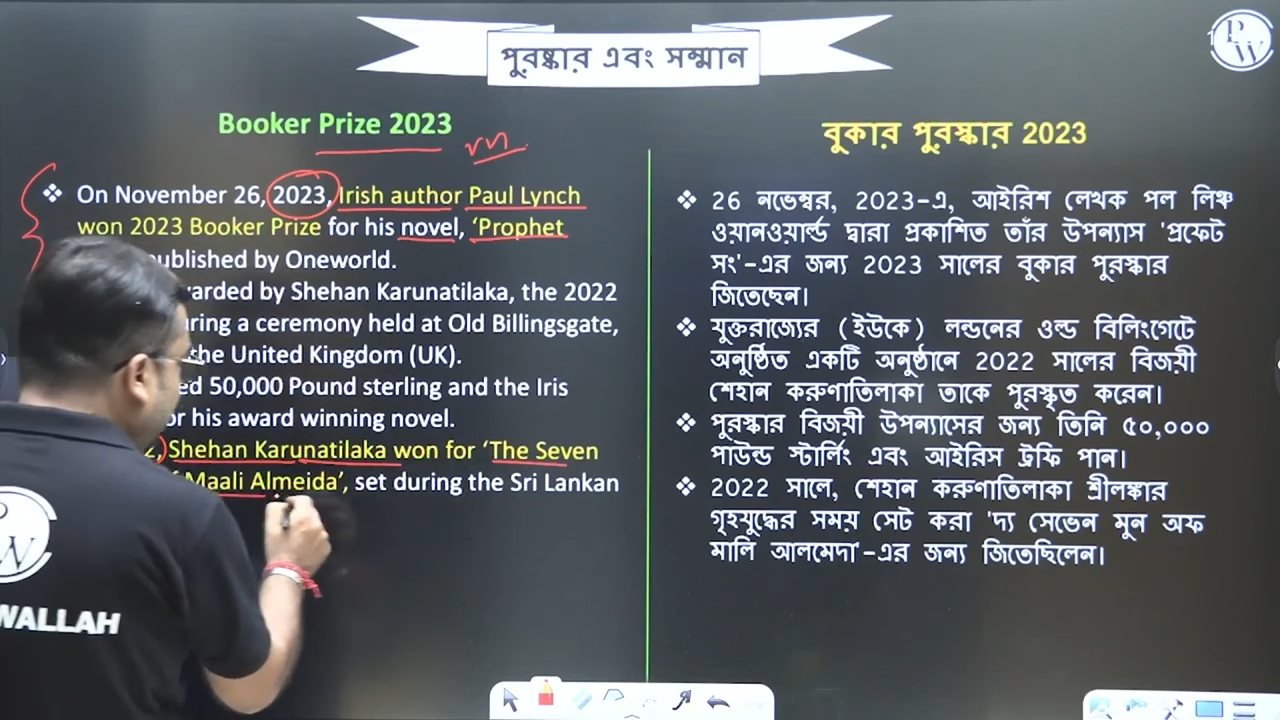 পুরষ্কার এবং সম্মান
PW
Booker Prize 2023
বুকার পুরস্কার 2023
❖ On November 26, 2023, Irish author Paul Lynch
won 2023 Booker Prize for his novel, ‘Prophet
ublished by Oneworld.
warded by Shehan Karunatilaka, the 2022
ring a ceremony held at Old Billingsgate,
the United Kingdom (UK).
ed 50,000 Pound sterling and the Iris
or his award winning novel.
2, Shehan Karunatilaka won for ‘The Seven
Maali Almeida’, set during the Sri Lankan
❖ 26 নভেম্বর, 2023-এ, আইরিশ লেখক পল লিঞ্চ
ওয়ানওয়ার্ল্ড দ্বারা প্রকাশিত তাঁর উপন্যাস 'প্রফেট
সং'-এর জন্য 2023 সালের বুকার পুরস্কার
জিতেছেন।
❖ যুক্তরাজ্যের (ইউকে) লন্ডনের ওল্ড বিলিংগেটে
অনুষ্ঠিত একটি অনুষ্ঠানে 2022 সালের বিজয়ী
শেহান করুণাতিলাকা তাকে পুরস্কৃত করেন।
❖ পুরস্কার বিজয়ী উপন্যাসের জন্য তিনি ৫০,০০০
পাউন্ড স্টার্লিং এবং আইরিস ট্রফি পান।
❖ 2022 সালে, শেহান করুণাতিলাকা শ্রীলঙ্কার
গৃহযুদ্ধের সময় সেট করা 'দ্য সেভেন মুন অফ
মালি আলমেদা'-এর জন্য জিতেছিলেন।
W
WALLAH